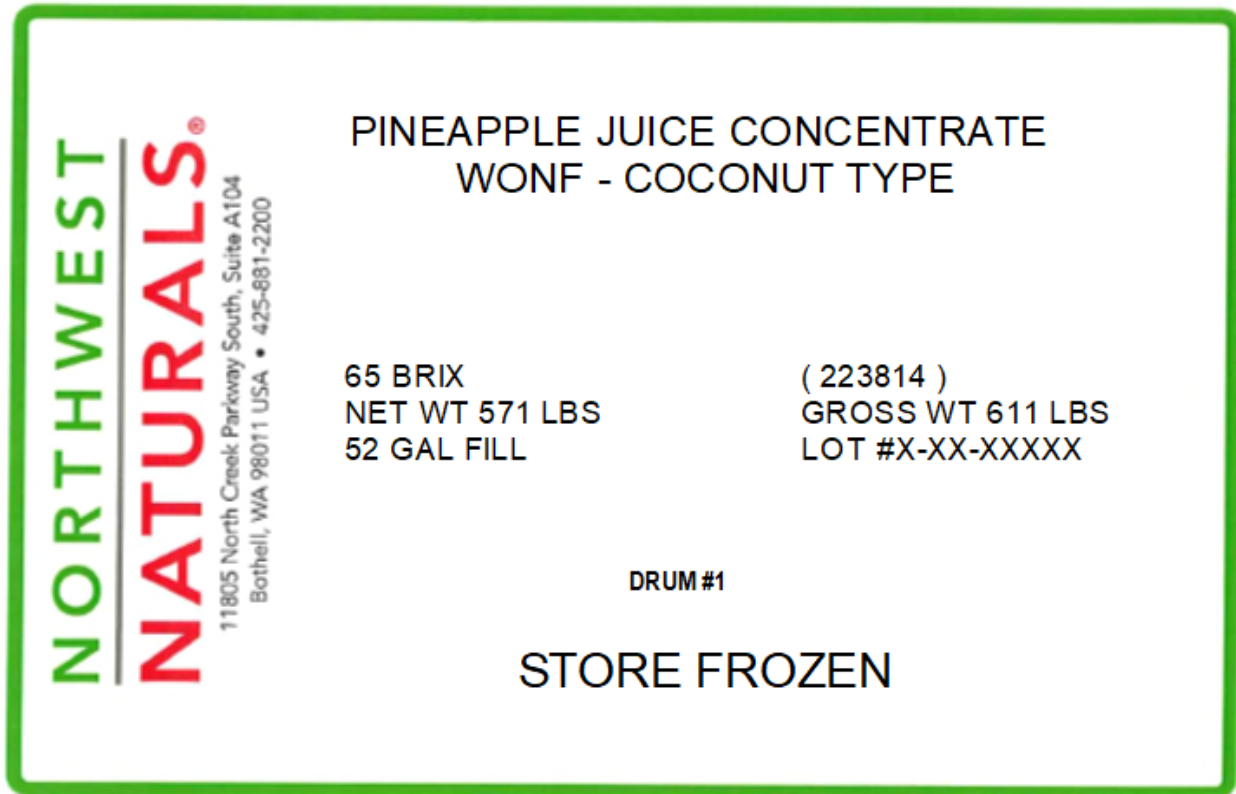 NORTHWEST
NATURALS®
11805 North Creek Parkway South, Suite A104
Bothell, WA 98011 USA • 425-881-2200
PINEAPPLE JUICE CONCENTRATE
WONF - COCONUT TYPE
65 BRIX ( 223814 )
NET WT 571 LBS GROSS WT 611 LBS
52 GAL FILL LOT #X-XX-XXXXX
DRUM #1
STORE FROZEN